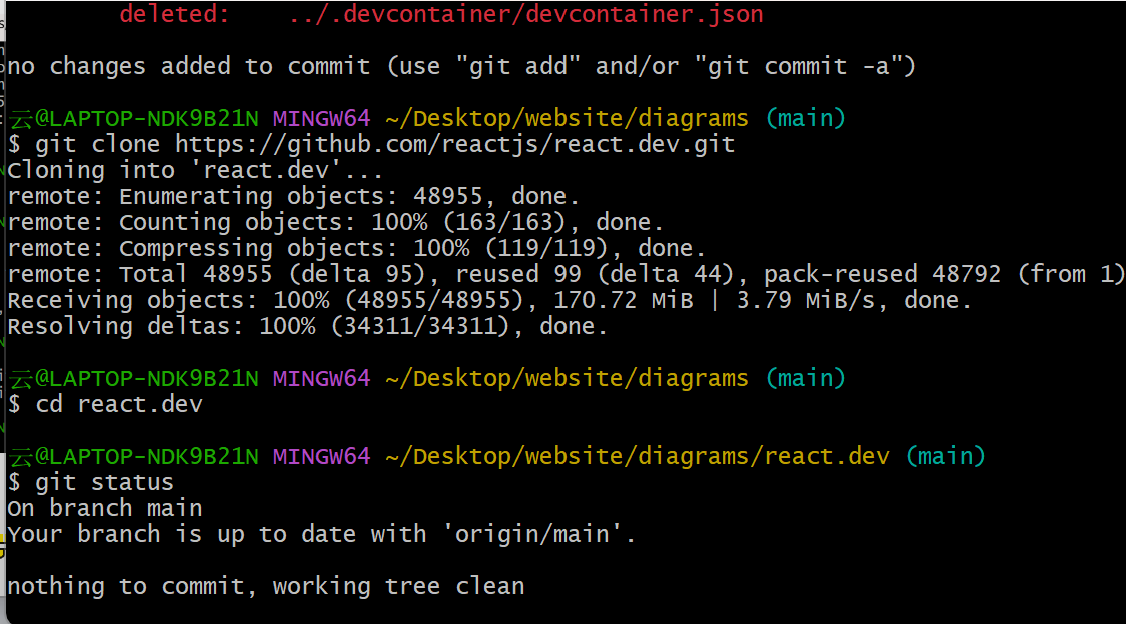 deleted:    ../.devcontainer/devcontainer.json
no changes added to commit (use "git add" and/or "git commit -a")
云@LAPTOP-NDK9B21N MINGW64 ~/Desktop/website/diagrams (main)
$ git clone https://github.com/reactjs/react.dev.git
Cloning into 'react.dev'...
remote: Enumerating objects: 48955, done.
remote: Counting objects: 100% (163/163), done.
remote: Compressing objects: 100% (119/119), done.
remote: Total 48955 (delta 95), reused 99 (delta 44), pack-reused 48792 (from 1)
Receiving objects: 100% (48955/48955), 170.72 MiB | 3.79 MiB/s, done.
Resolving deltas: 100% (34311/34311), done.
云@LAPTOP-NDK9B21N MINGW64 ~/Desktop/website/diagrams (main)
$ cd react.dev
云@LAPTOP-NDK9B21N MINGW64 ~/Desktop/website/diagrams/react.dev (main)
$ git status
On branch main
Your branch is up to date with 'origin/main'.
nothing to commit, working tree clean